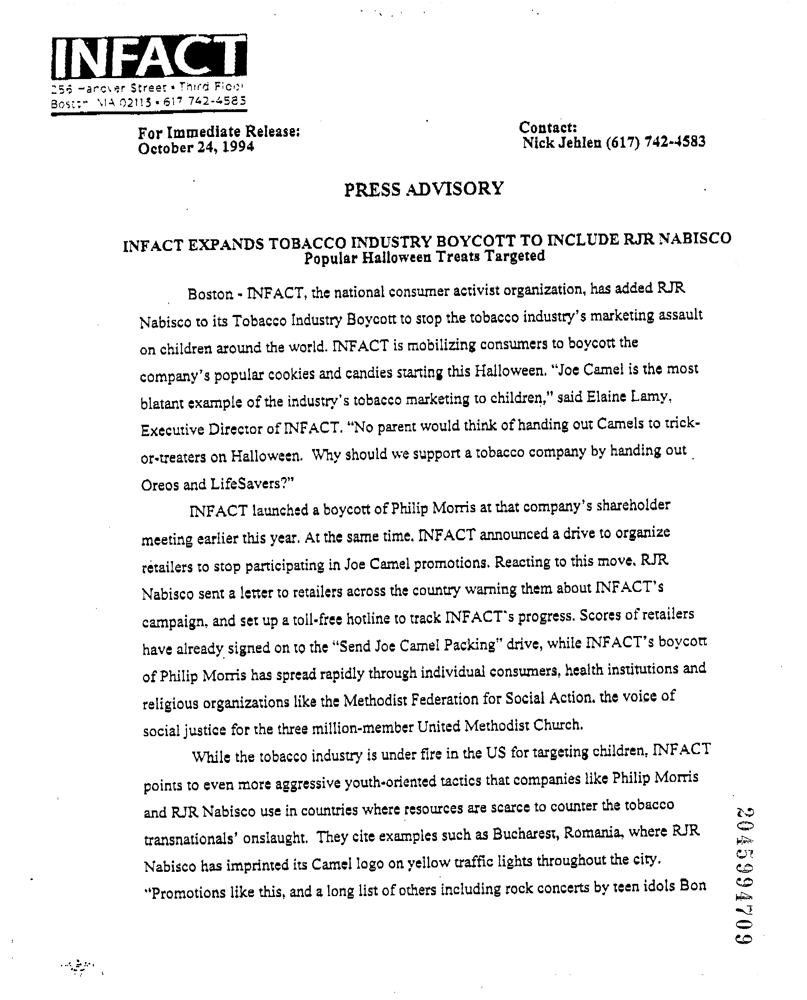 INFACT
256 Hanover Street • Third Floor
Boston MA 02113 • 617 742-4583
For Immediate Release:
October 24, 1994
Contact:
Nick Jehlen (617) 742-4583
PRESS ADVISORY
INFACT EXPANDS TOBACCO INDUSTRY BOYCOTT TO INCLUDE RJR NABISCO
Popular Halloween Treats Targeted
Boston - INFACT, the national consumer activist organization, has added RJR
Nabisco to its Tobacco Industry Boycott to stop the tobacco industry's marketing assault
on children around the world. INFACT is mobilizing consumers to boycott the
company's popular cookies and candies starting this Halloween. "Joe Camel is the most
blatant example of the industry's tobacco marketing to children," said Elaine Lamy,
Executive Director of INFACT. "No parent would think of handing out Camels to trick-
or-treaters on Halloween. Why should we support a tobacco company by handing out
Oreos and LifeSavers?"
INFACT launched a boycott of Philip Morris at that company's shareholder
meeting earlier this year. At the same time, INFACT announced a drive to organize
retailers to stop participating in Joe Camel promotions. Reacting to this move, RJR
Nabisco sent a letter to retailers across the country warning them about INFACT's
campaign, and set up a toll-free hotline to track INFACT's progress. Scores of retailers
have already signed on to the "Send Joe Camel Packing" drive, while INFACT's boycott
of Philip Morris has spread rapidly through individual consumers, health institutions and
religious organizations like the Methodist Federation for Social Action, the voice of
social justice for the three million-member United Methodist Church.
While the tobacco industry is under fire in the US for targeting children, INFACT
points to even more aggressive youth-oriented tactics that companies like Philip Morris
and RJR Nabisco use in countries where resources are scarce to counter the tobacco
transnationals' onslaught. They cite examples such as Bucharest, Romania, where RJR
Nabisco has imprinted its Camel logo on yellow traffic lights throughout the city.
"Promotions like this, and a long list of others including rock concerts by teen idols Bon
2045994709